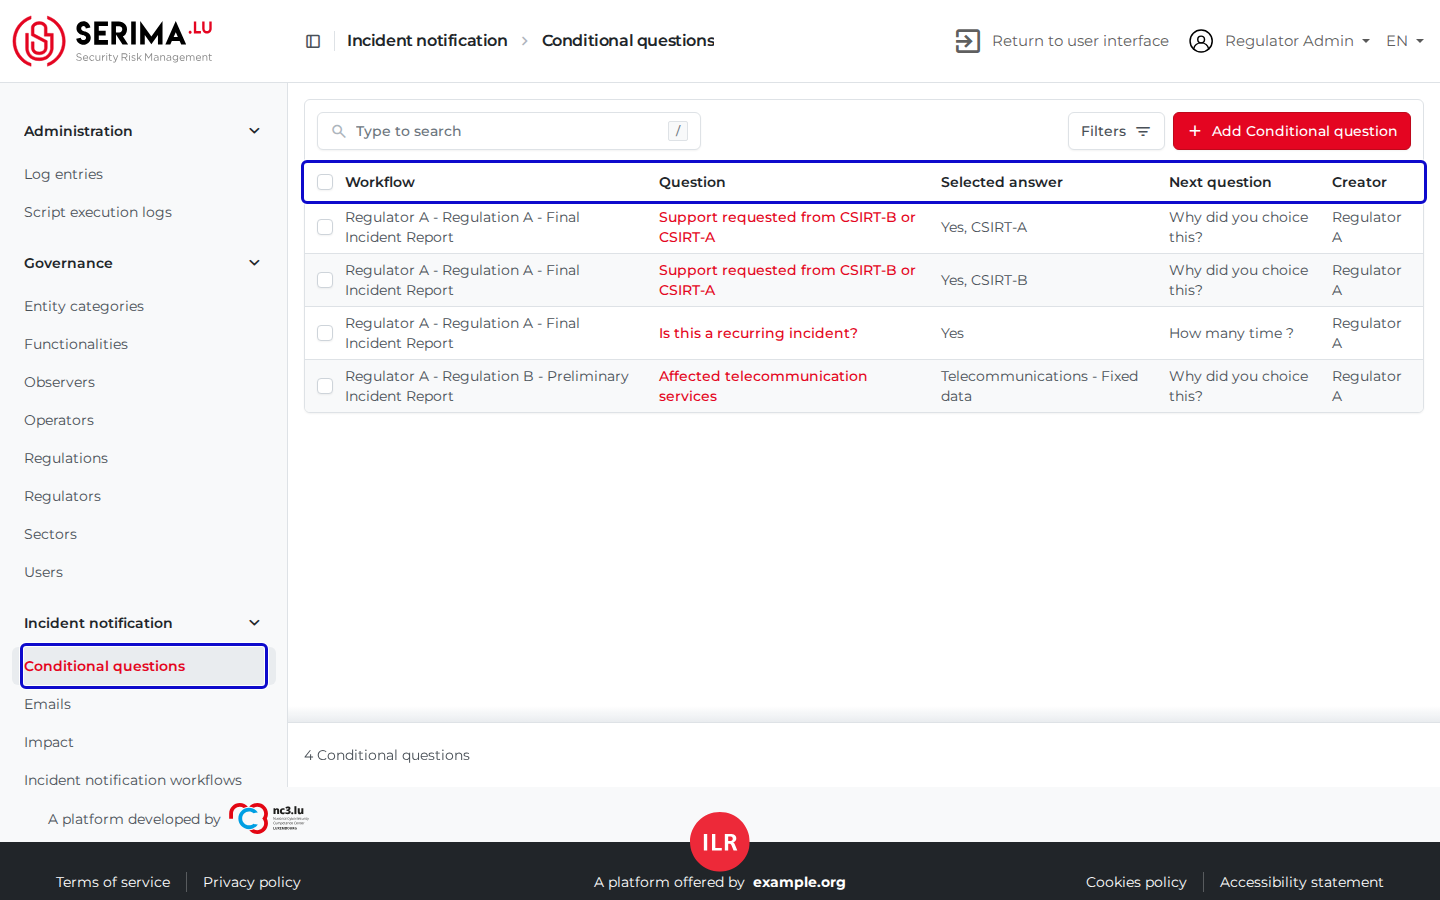 SERIMA.LU
Security Risk Management
Incident notification > Conditional questions
Return to user interface
Regulator Admin
EN
Administration
Log entries
Script execution logs
Governance
Entity categories
Functionalities
Observers
Operators
Regulations
Regulators
Sectors
Users
Incident notification
Conditional questions
Emails
Impact
Incident notification workflows
Type to search
/
Filters
+ Add Conditional question
Workflow Question Selected answer Next question Creator
Regulator A - Regulation A - Final
Incident Report
Support requested from CSIRT-B or
CSIRT-A
Yes, CSIRT-A
Why did you choice
this?
Regulator
A
Regulator A - Regulation A - Final
Incident Report
Support requested from CSIRT-B or
CSIRT-A
Yes, CSIRT-B
Why did you choice
this?
Regulator
A
Regulator A - Regulation A - Final
Incident Report
Is this a recurring incident?
Yes
How many time ?
Regulator
A
Regulator A - Regulation B - Preliminary
Incident Report
Affected telecommunication
services
Telecommunications - Fixed
data
Why did you choice
this?
Regulator
A
4 Conditional questions
A platform developed by
nc3.lu
LUXEMBOURG
ILR
Terms of service
Privacy policy
A platform offered by example.org
Cookies policy
Accessibility statement